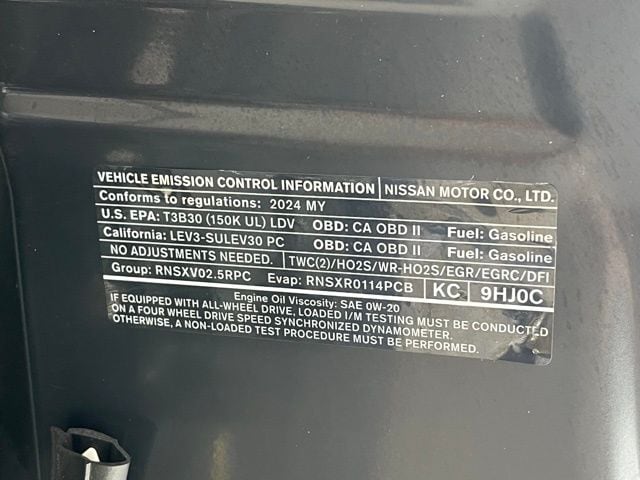 VEHICLE EMISSION CONTROL INFORMATION NISSAN MOTOR CO., LTD.
Conforms to regulations: 2024 MY
U.S. EPA: T3B30 (150K UL) LDV OBD: CA OBD II Fuel: Gasoline
California: LEV3-SULEV30 PC OBD: CA OBD II Fuel: Gasoline
NO ADJUSTMENTS NEEDED. TWC(2)/HO2S/WR-HO2S/EGR/EGRC/DFI
Group: RNSXV02.5RPC Evap: RNSXR0114PCB KC 9HJ0C
Engine Oil Viscosity: SAE 0W-20
IF EQUIPPED WITH ALL-WHEEL DRIVE, LOADED I/M TESTING MUST BE CONDUCTED
ON A FOUR WHEEL DRIVE SPEED SYNCHRONIZED DYNAMOMETER.
OTHERWISE, A NON-LOADED TEST PROCEDURE MUST BE PERFORMED.